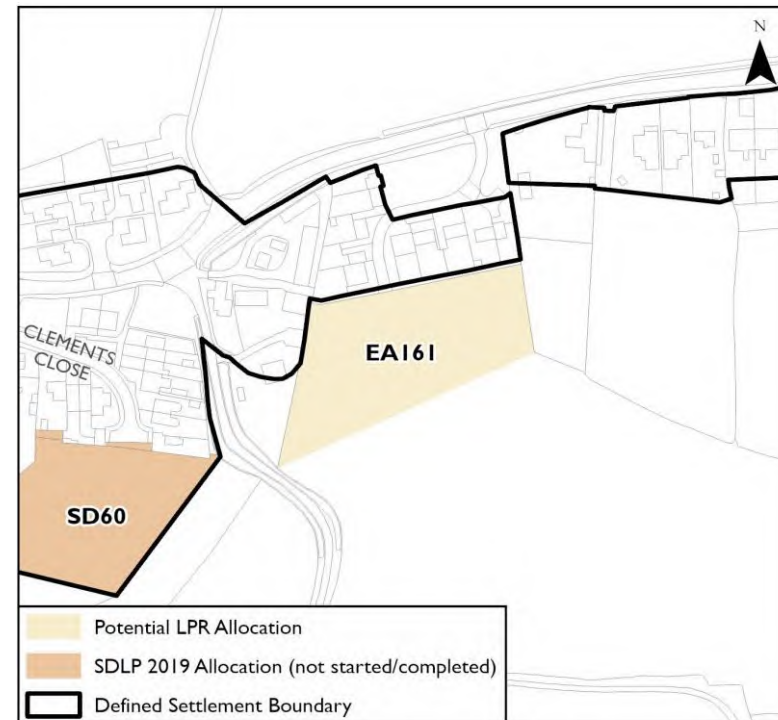 N
EA161
CLEMENTS
CLOSE
SD60
Potential LPR Allocation
SDLP 2019 Allocation (not started/completed)
Defined Settlement Boundary